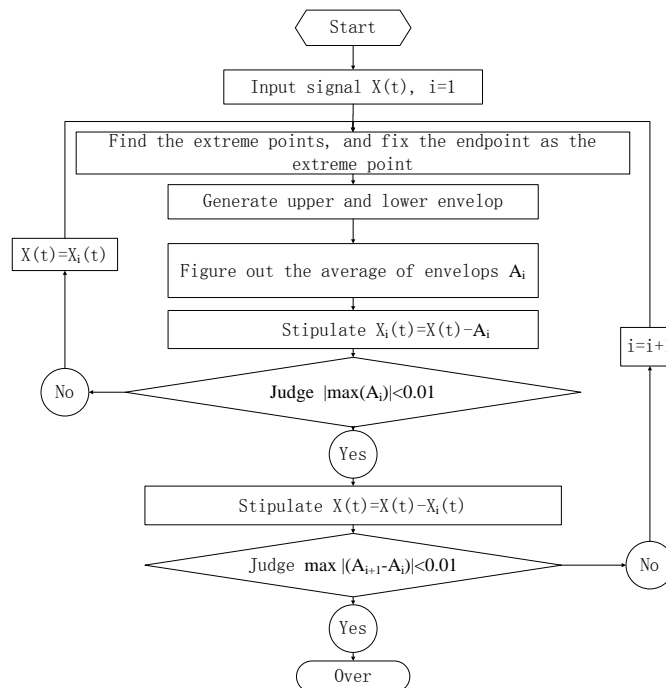 Start
Input signal X(t), i=1
Find the extreme points, and fix the endpoint as the
extreme point
Generate upper and lower envelop
X(t)=Xi(t)
Figure out the average of envelops Ai
Stipulate Xi(t)=X(t)-Ai
i=i+1
No
Judge |max(Ai)|<0.01
Yes
Stipulate X(t)=X(t)-Xi(t)
Judge max |(Ai+1-Ai)|<0.01
No
Yes
Over